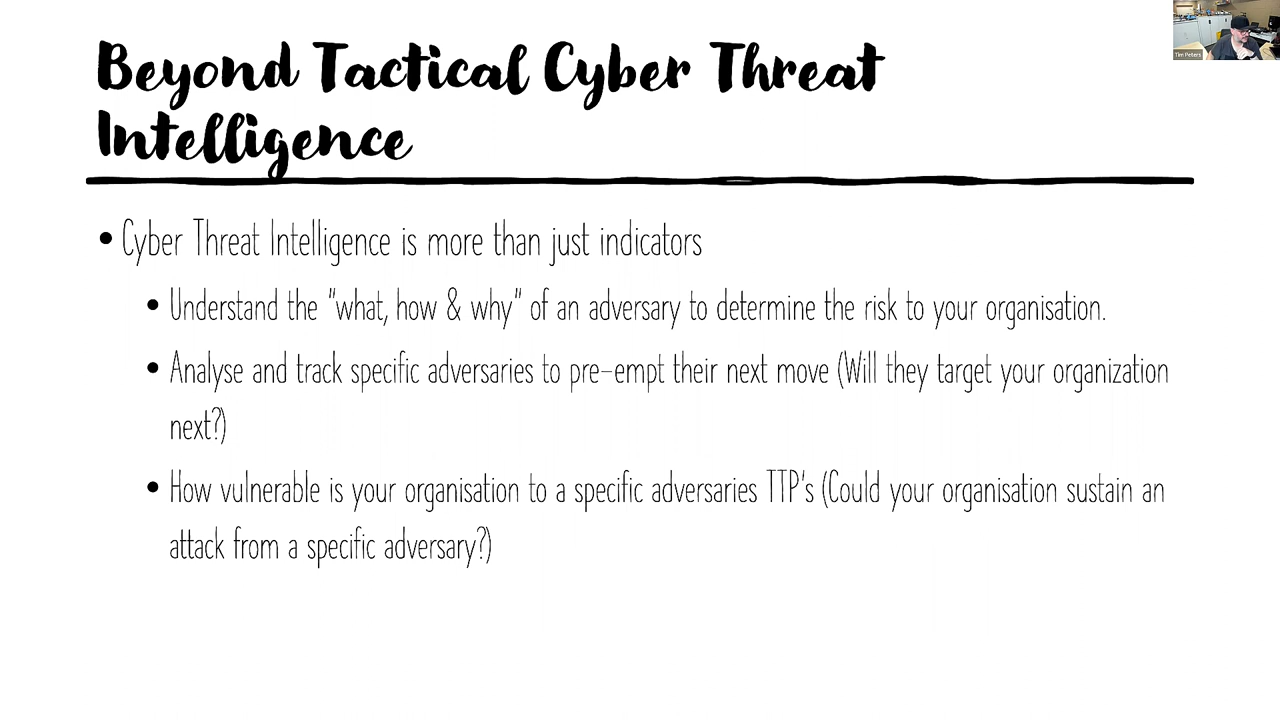 Beyond Tactical Cyber Threat
Intelligence
• Cyber Threat Intelligence is more than just indicators
• Understand the "what, how & why" of an adversary to determine the risk to your organisation.
• Analyse and track specific adversaries to pre-empt their next move (Will they target your organization
next?)
• How vulnerable is your organisation to a specific adversaries TTP's (Could your organisation sustain an
attack from a specific adversary?)
Tim Peters